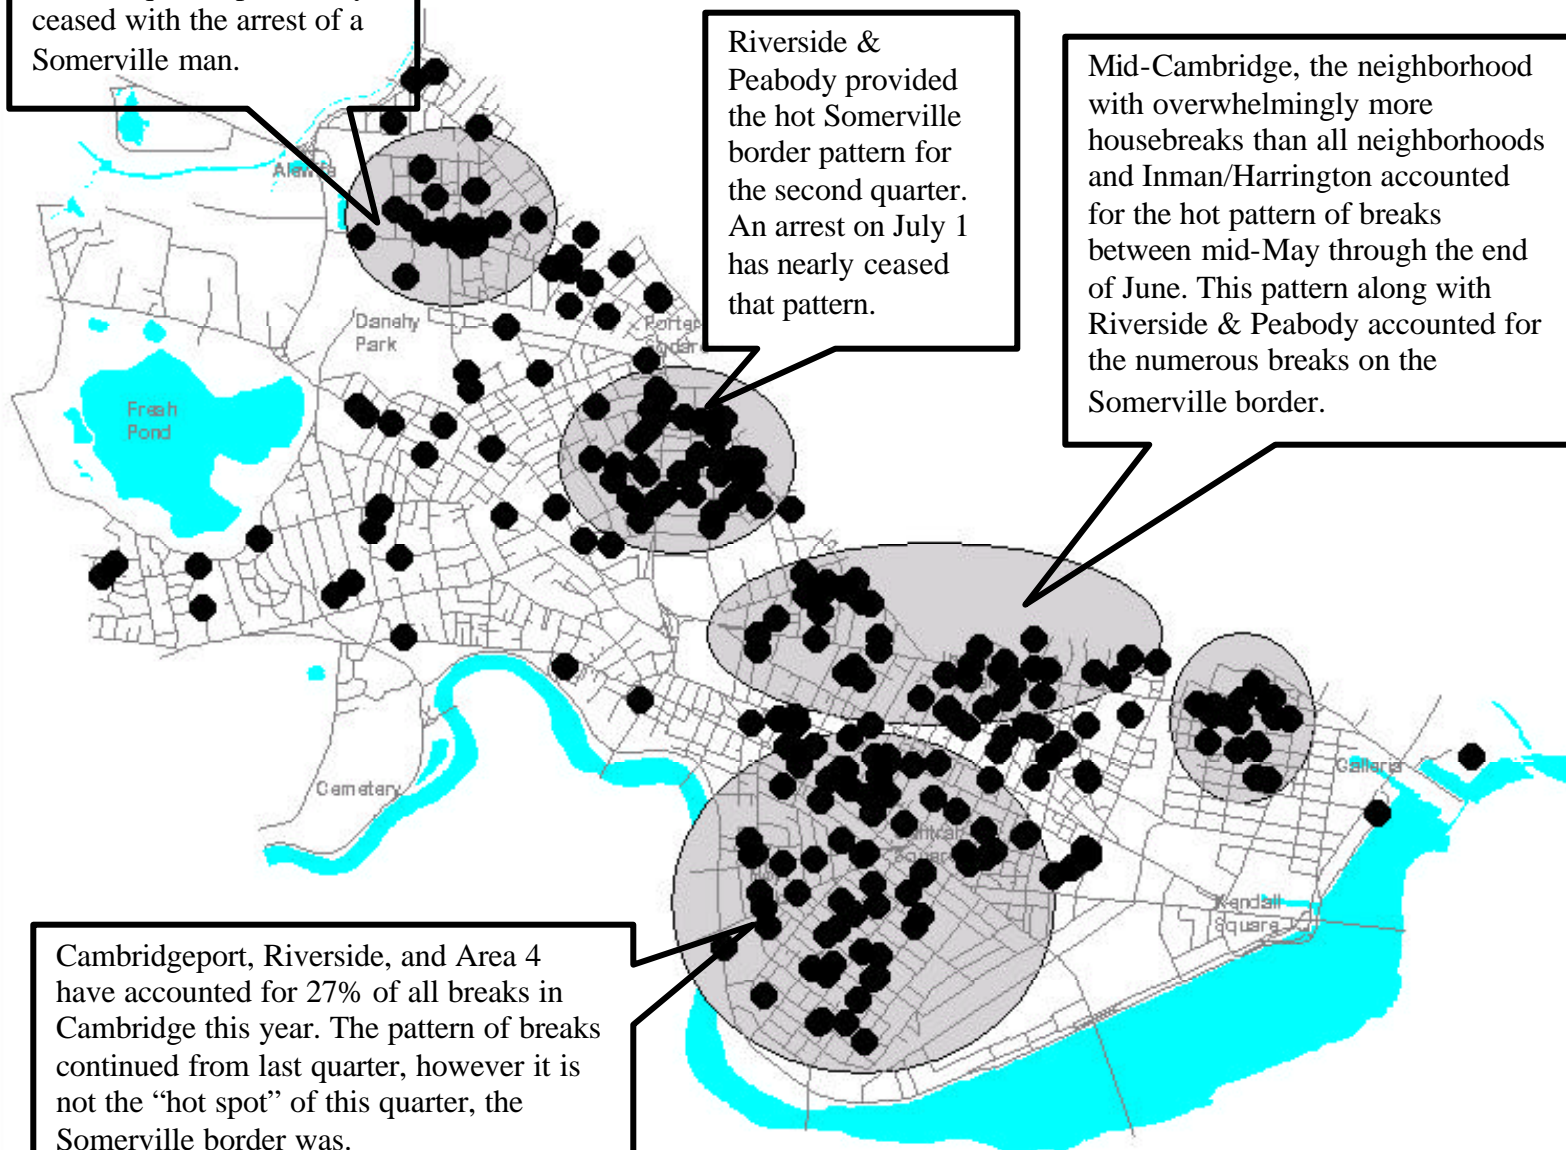 ceased with the arrest of a
Somerville man.
Riverside &
Peabody provided
the hot Somerville
border pattern for
the second quarter.
An arrest on July 1
has nearly ceased
that pattern.
Mid-Cambridge, the neighborhood
with overwhelmingly more
housebreaks than all neighborhoods
and Inman/Harrington accounted
for the hot pattern of breaks
between mid-May through the end
of June. This pattern along with
Riverside & Peabody accounted for
the numerous breaks on the
Somerville border.
Danehy
Park
Porter
Square
Fresh
Pond
Cemetery
Galleria
Central
Square
Kendall
Square
Cambridgeport, Riverside, and Area 4
have accounted for 27% of all breaks in
Cambridge this year. The pattern of breaks
continued from last quarter, however it is
not the “hot spot” of this quarter, the
Somerville border was.